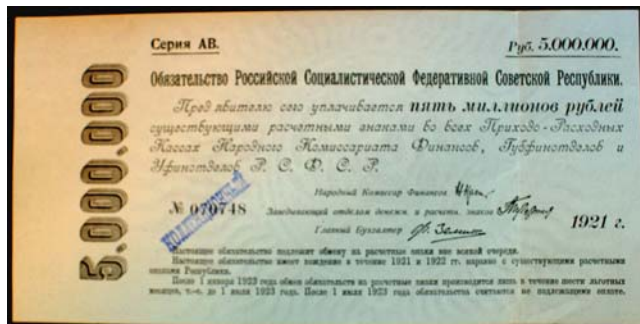 Серия АВ.
Руб. 5.000.000.
5.000.000
Обязательство Российской Социалистической Федеративной Советской Республики.
Пред'явителю сего уплачивается пять миллионов рублей
существующими расчетными знаками во всех Приходо-Расходных
Кассах Народного Комиссариата Финансов, Губфинотделов и
Уфинотделов Р. С. Ф. С. Р.
Народный Комиссар Финансов
№ 070748
Заведывающий отделом денежн. и расчетн. знаков
Главный Бухгалтер
1921 г.
Настоящее обязательство подлежит обмену на расчетные знаки вне всякой очереди.
Настоящее обязательство имеет хождение в течение 1921 и 1922 гг. наравне с существующими расчетными
знаками Республики.
После 1 января 1923 года обмен обязательств на расчетные знаки производится лишь в течение шести льготных
месяцев, т.-е. до 1 июля 1923 года. После 1 июля 1923 года обязательства считаются не подлежащими оплате.